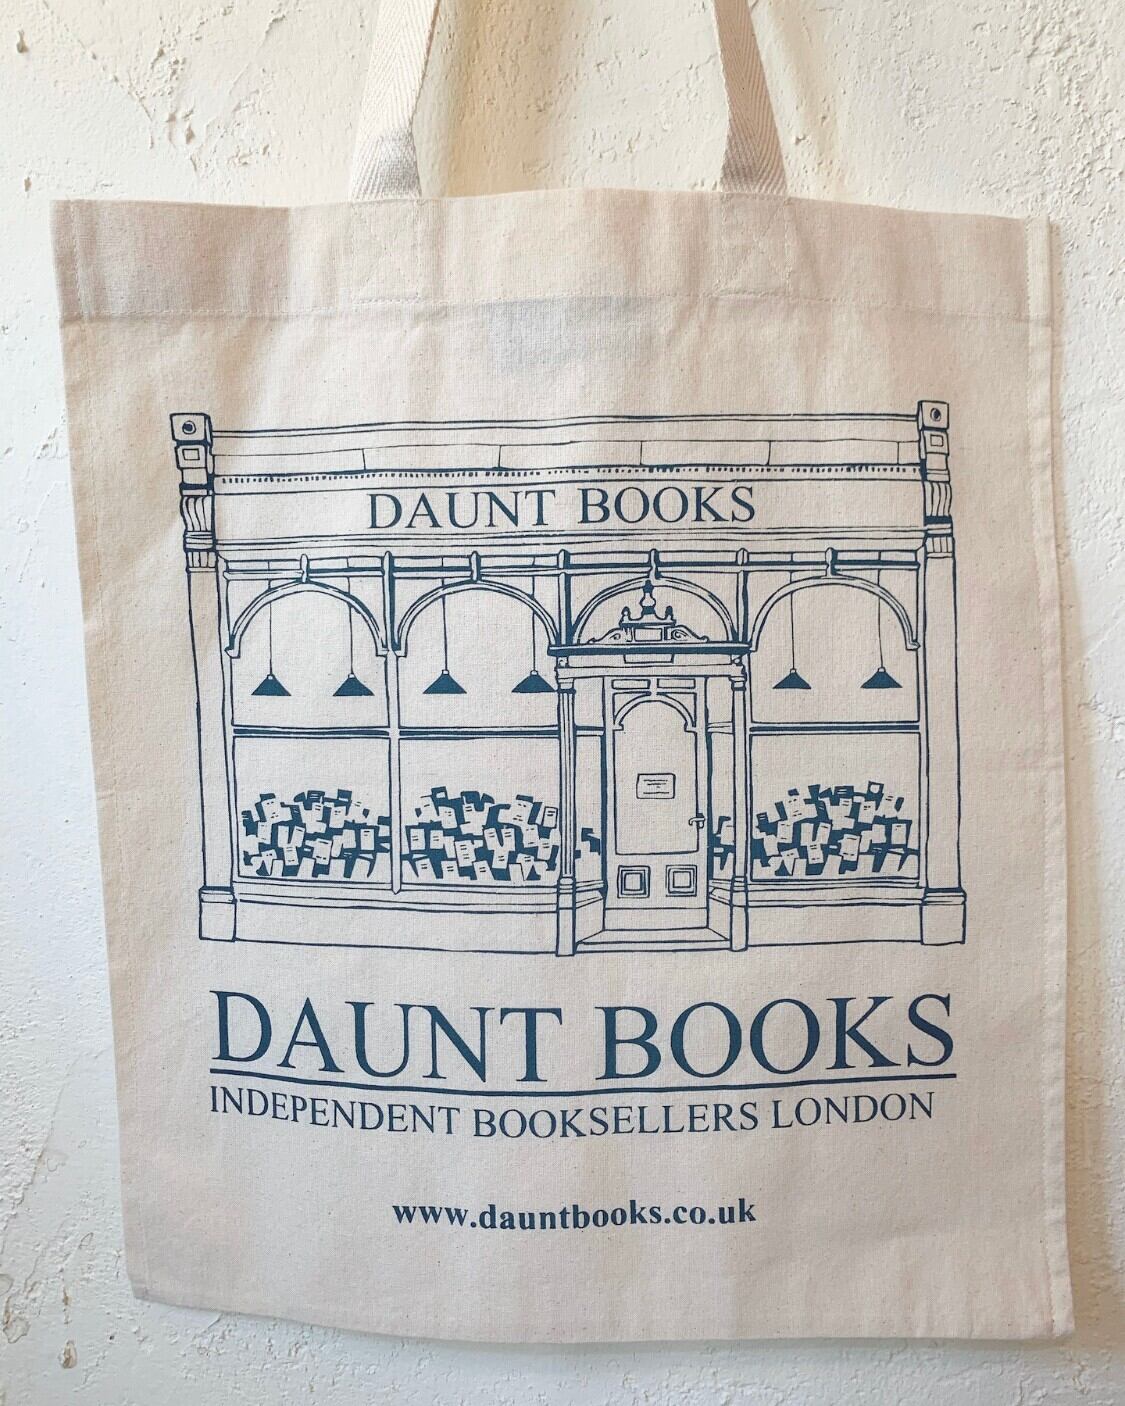 DAUNT BOOKS
DAUNT BOOKS
INDEPENDENT BOOKSELLERS LONDON
www.dauntbooks.co.uk